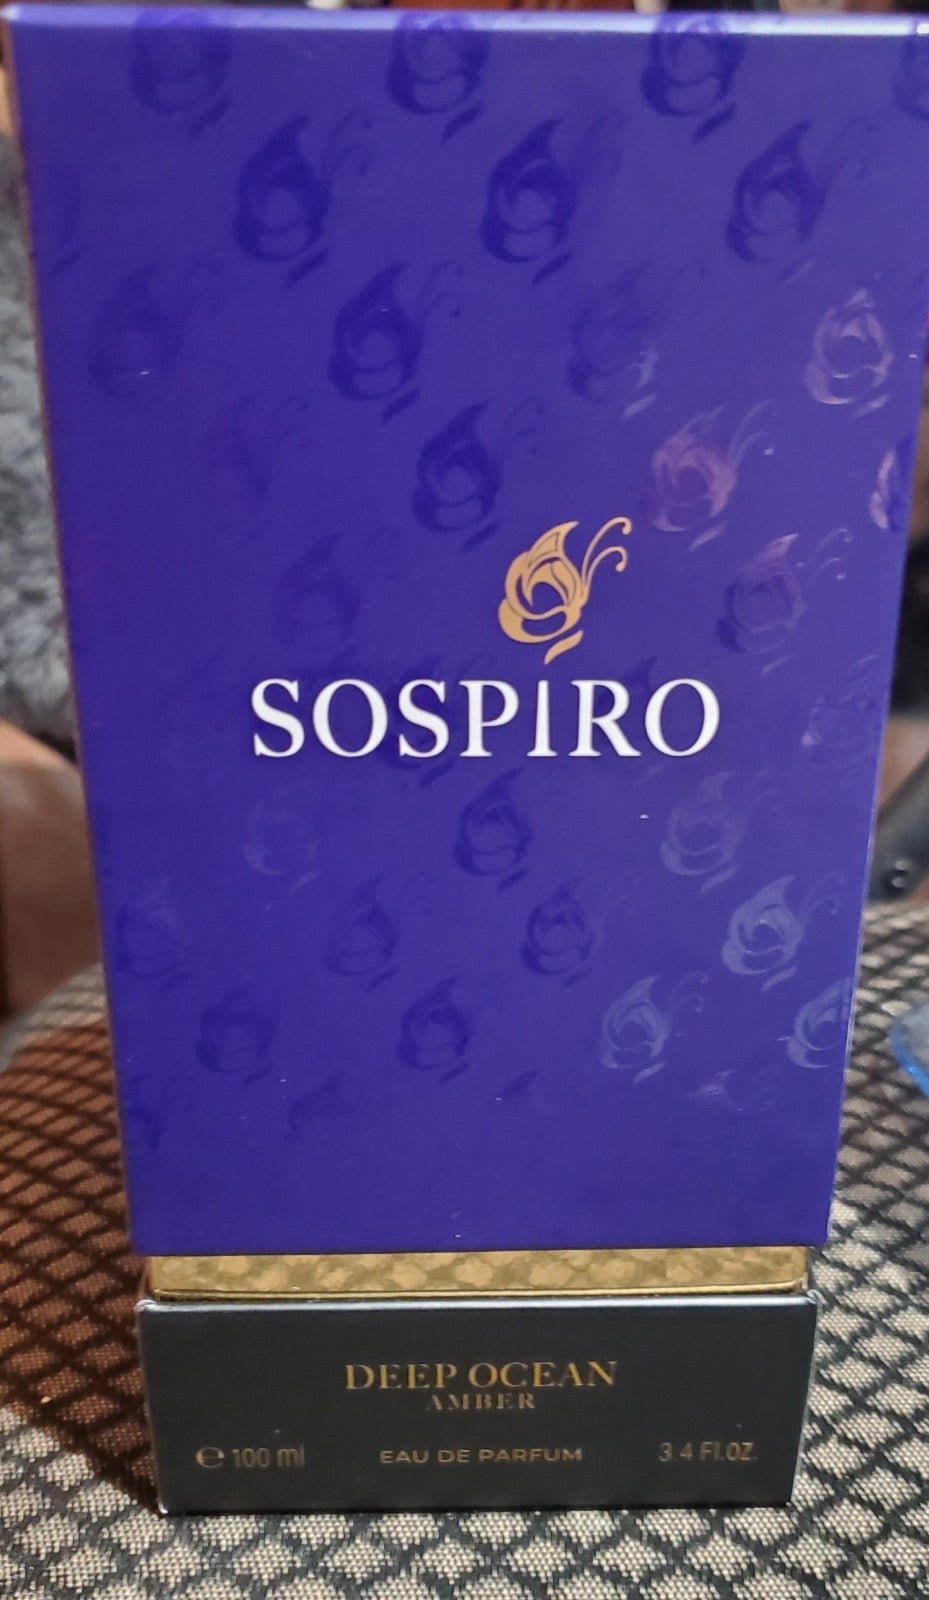 SOSPIRO
DEEP OCEAN
AMBER
℮ 100 ml EAU DE PARFUM 3.4 Fl.OZ.